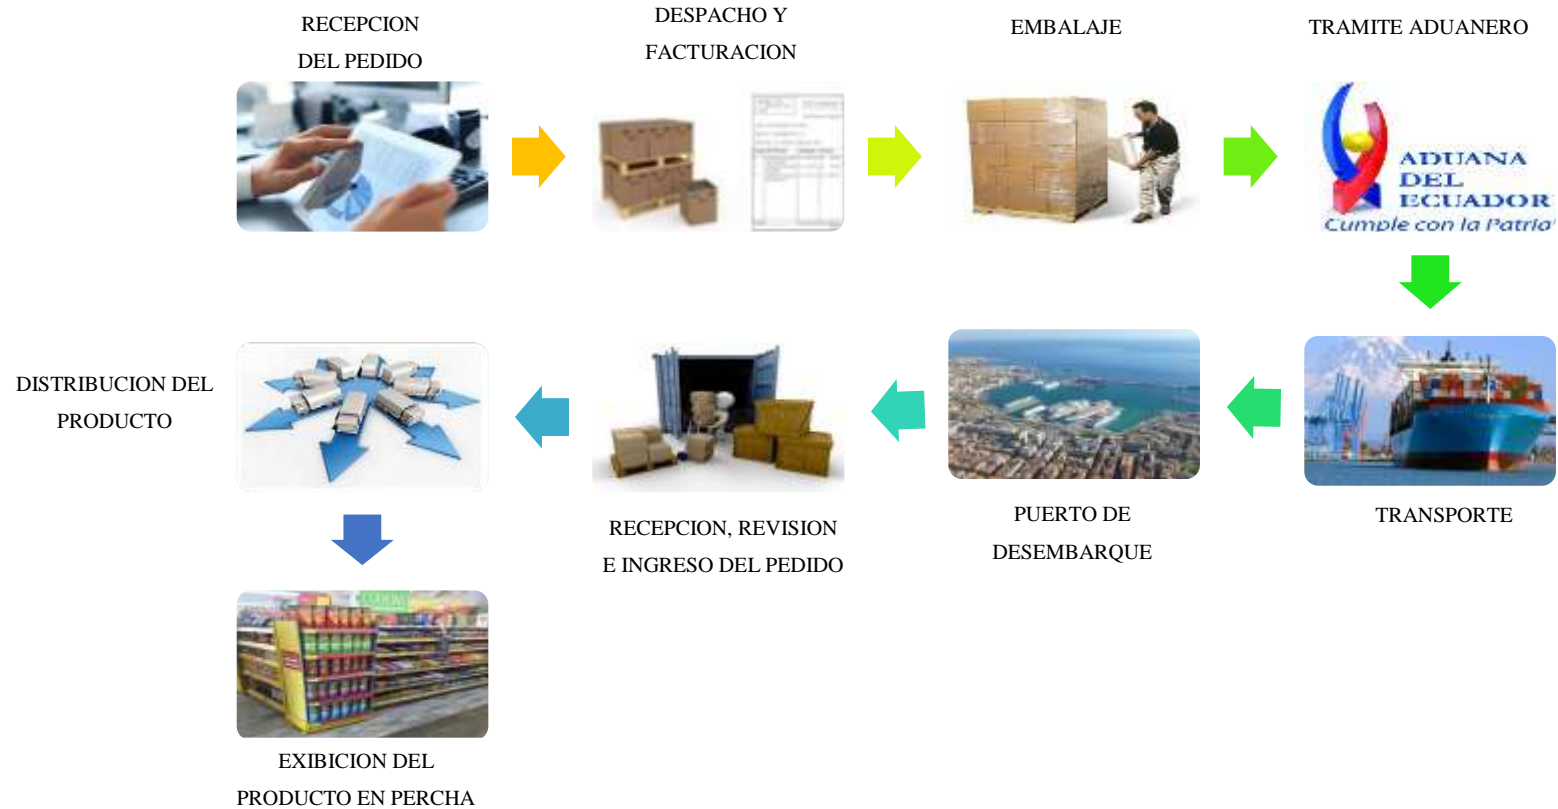 RECEPCION
DEL PEDIDO
DESPACHO Y
FACTURACION
EMBALAJE
TRAMITE ADUANERO
ADUANA
DEL
ECUADOR
Cumple con la Patria
TRANSPORTE
PUERTO DE
DESEMBARQUE
RECEPCION, REVISION
E INGRESO DEL PEDIDO
DISTRIBUCION DEL
PRODUCTO
EXIBICION DEL
PRODUCTO EN PERCHA